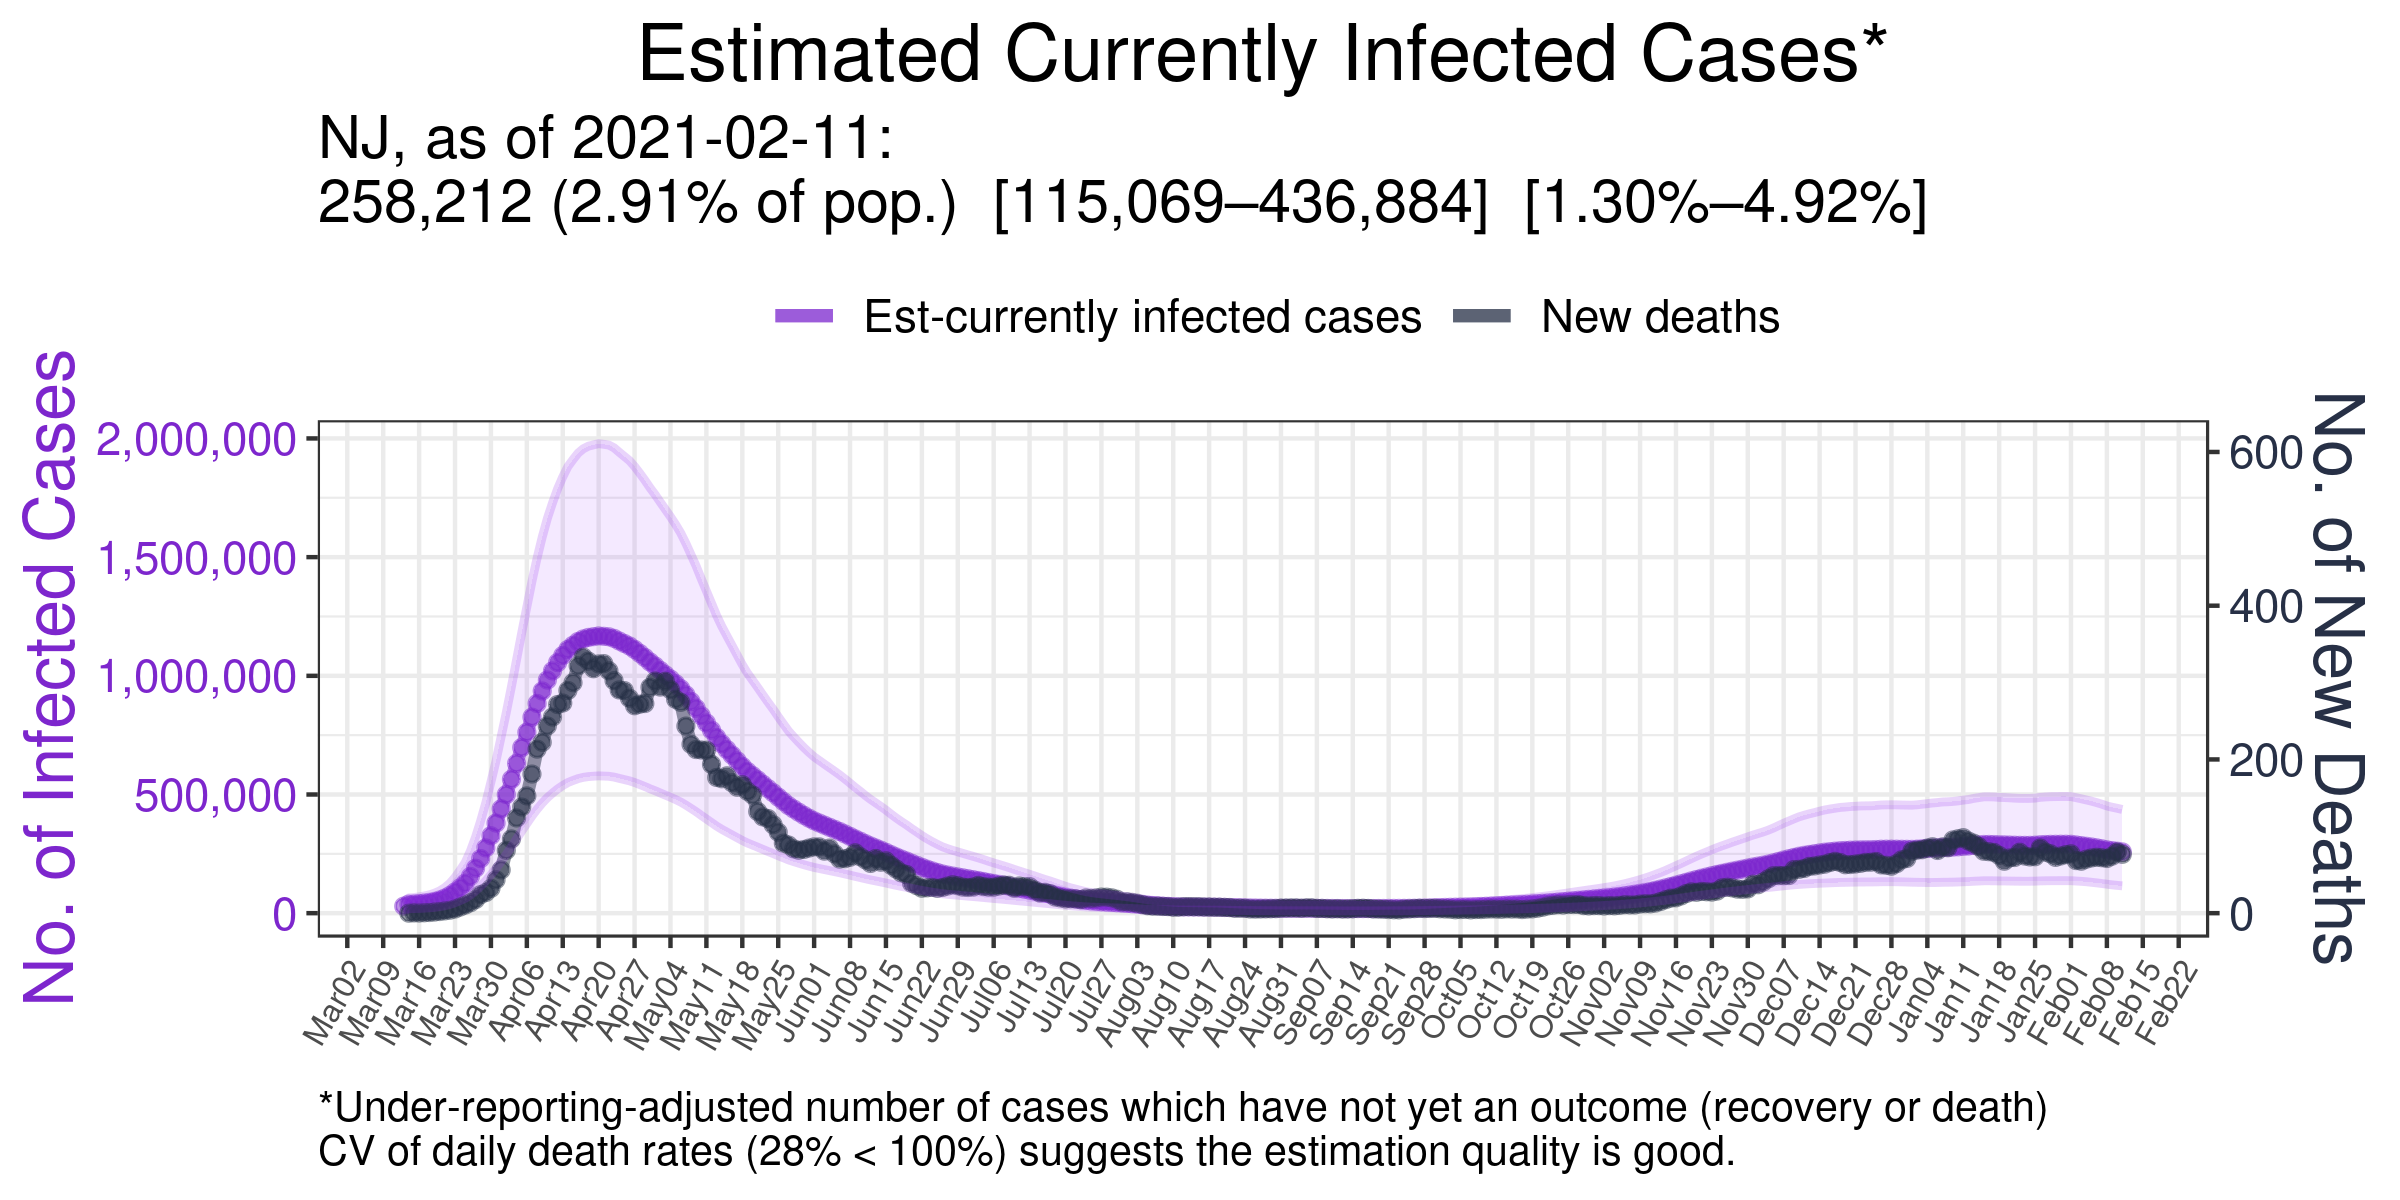 Estimated Currently Infected Cases*
NJ, as of 2021-02-11:
258,212 (2.91% of pop.)  [115,069–436,884]  [1.30%–4.92%]
Est-currently infected cases
New deaths
No. of Infected Cases
2,000,000
1,500,000
1,000,000
500,000
0
600
400
200
0
No. of New Deaths
Mar02
Mar09
Mar16
Mar23
Mar30
Apr06
Apr13
Apr20
Apr27
May04
May11
May18
May25
Jun01
Jun08
Jun15
Jun22
Jun29
Jul06
Jul13
Jul20
Jul27
Aug03
Aug10
Aug17
Aug24
Aug31
Sep07
Sep14
Sep21
Sep28
Oct05
Oct12
Oct19
Oct26
Nov02
Nov09
Nov16
Nov23
Nov30
Dec07
Dec14
Dec21
Dec28
Jan04
Jan11
Jan18
Jan25
Feb01
Feb08
Feb15
Feb22
*Under-reporting-adjusted number of cases which have not yet an outcome (recovery or death)
CV of daily death rates (28% < 100%) suggests the estimation quality is good.